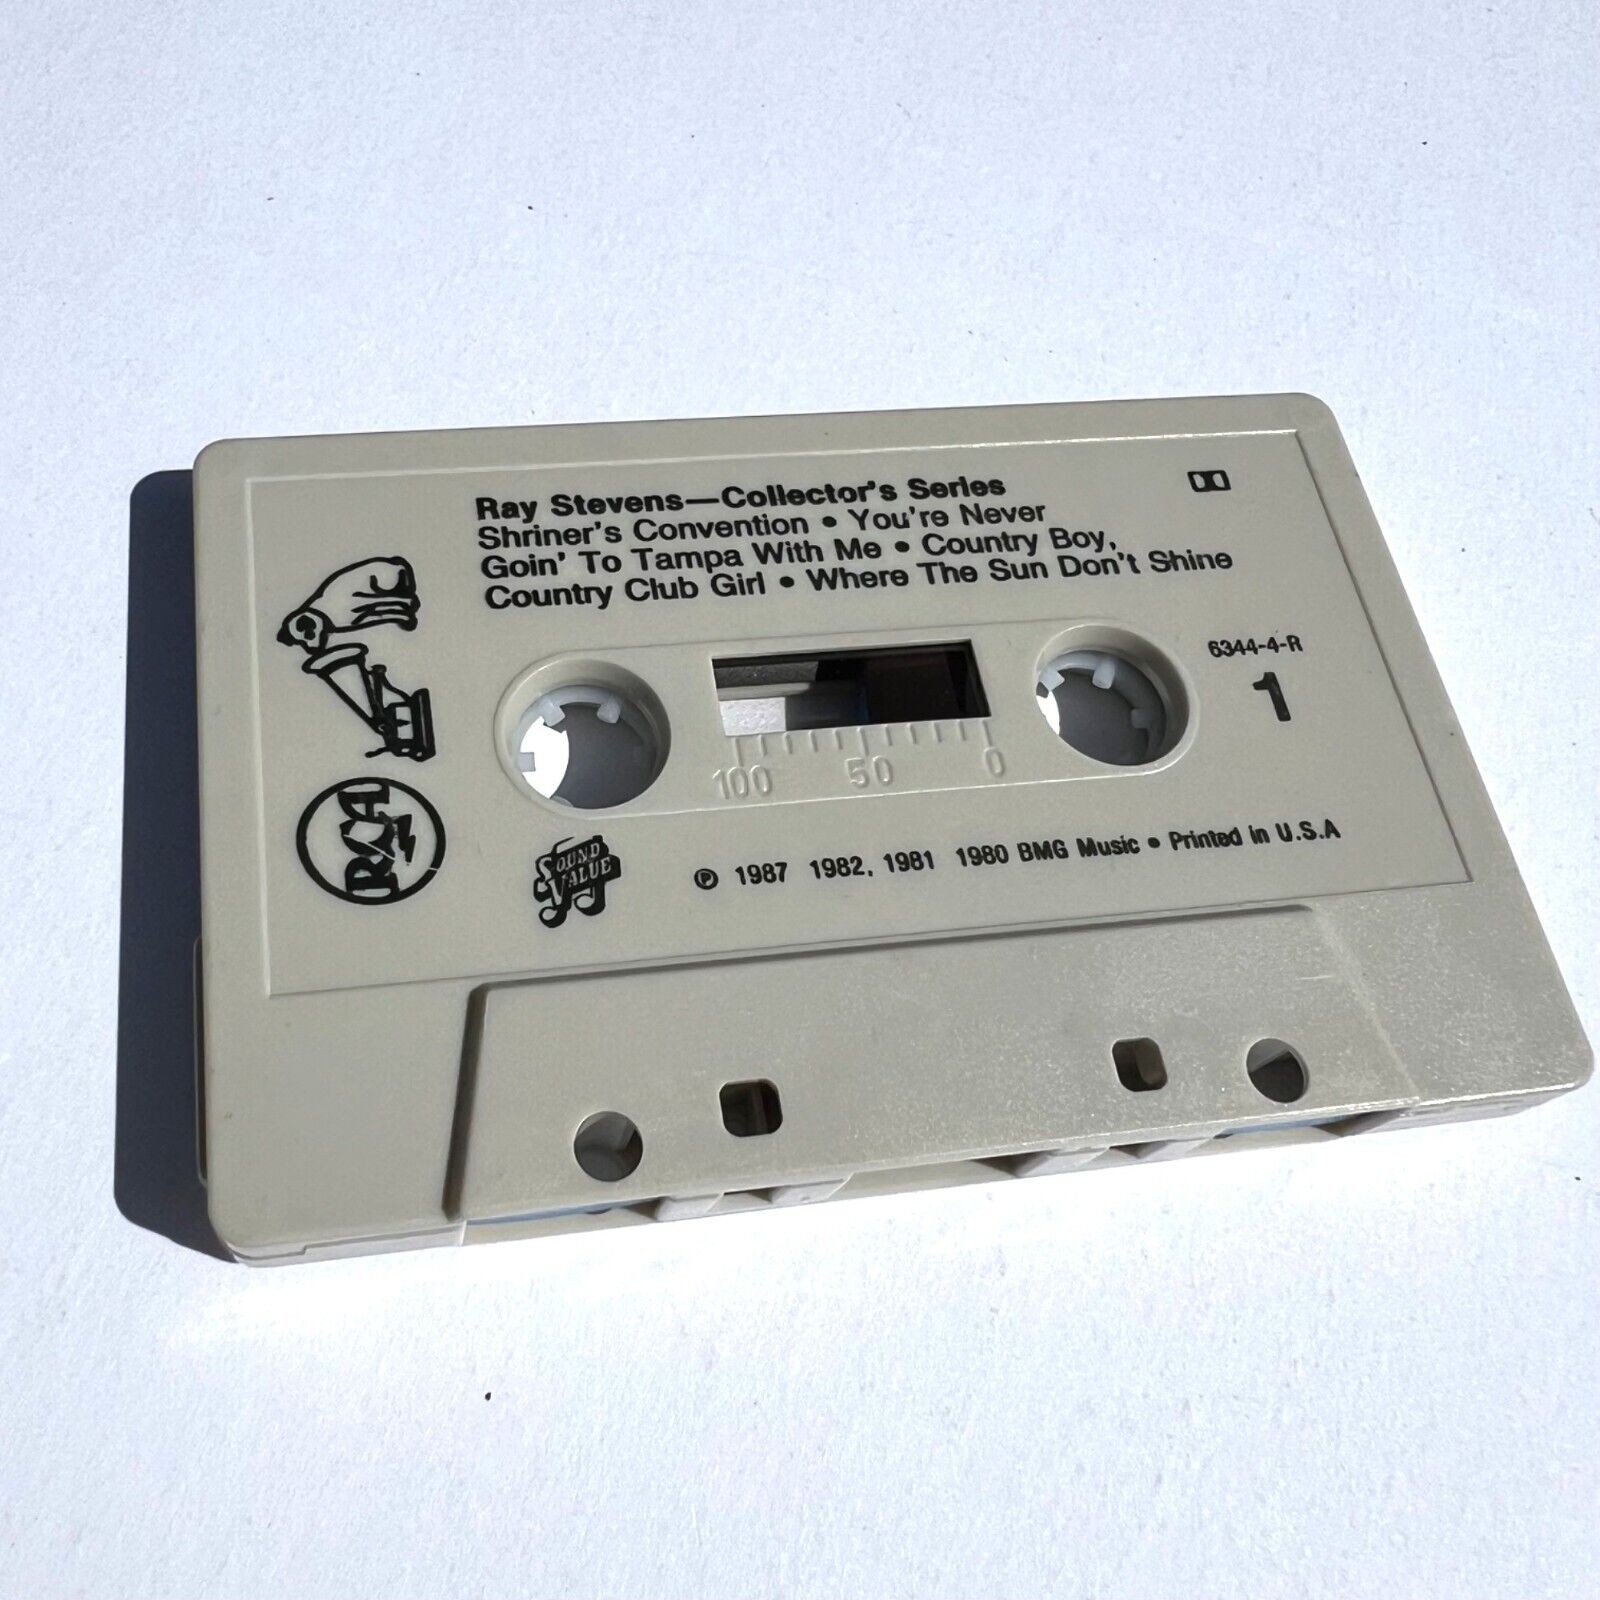 Ray Stevens—Collector's Series
Shriner's Convention • You're Never
Goin' To Tampa With Me • Country Boy,
Country Club Girl • Where The Sun Don't Shine
6344-4-R
1
100 50 0
RCA
SOUND
VALUE
℗ 1987 1982, 1981 1980 BMG Music • Printed in U.S.A